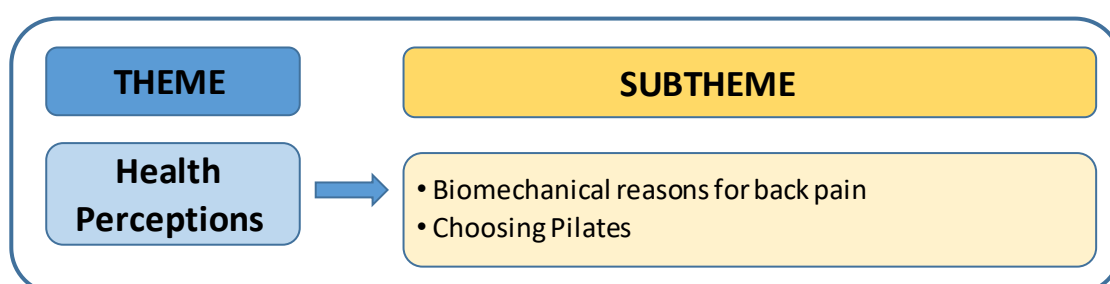 THEME
SUBTHEME
Health
Perceptions
• Biomechanical reasons for back pain
• Choosing Pilates